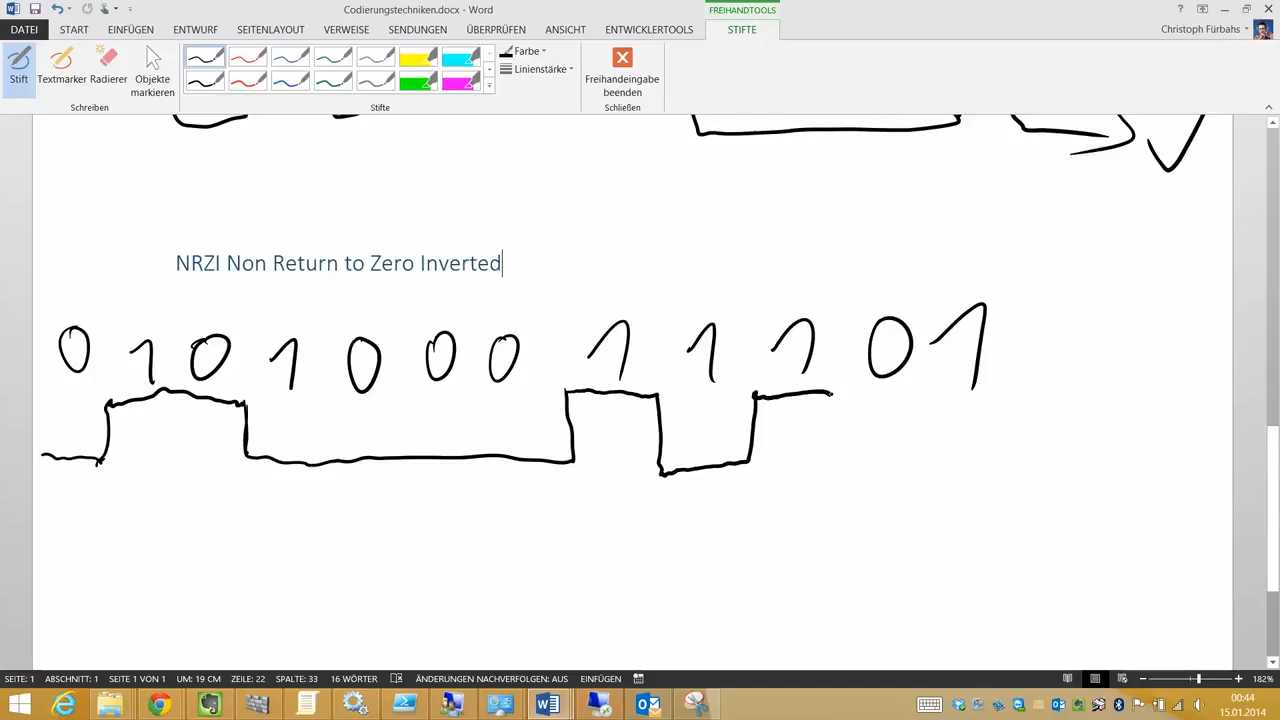 Codierungstechniken.docx - Word
FREIHANDTOOLS
?
DATEI START EINFÜGEN ENTWURF SEITENLAYOUT VERWEISE SENDUNGEN ÜBERPRÜFEN ANSICHT ENTWICKLERTOOLS STIFTE Christoph Fürbahs
Stift Textmarker Radierer Objekte markieren
Farbe
Linienstärke
Freihandeingabe beenden
Schreiben Stifte Schließen
NRZI Non Return to Zero Inverted
0 1 0 1 0 0 0 1 1 1 0 1
SEITE: 1 ABSCHNITT: 1 SEITE 1 VON 1 UM: 19 CM ZEILE: 22 SPALTE: 33 16 WÖRTER ÄNDERUNGEN NACHVERFOLGEN: AUS EINFÜGEN 182%
00:44
15.01.2014